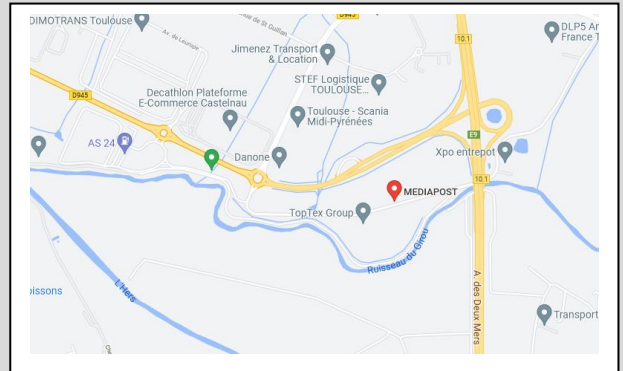 DIMOTRANS Toulouse
Av. de Leurope
D945
10.1
DLP5 Ar
France T
Jimenez Transport
& Location
STEF Logistique
TOULOUSE...
D945
Decathlon Plateforme
E-Commerce Castelnau
Toulouse - Scania
Midi-Pyrénées
AS 24
E9
Danone
Xpo entrepot
10.1
MEDIAPOST
TopTex Group
Ruisseau du Girou
L'Hers
issons
A. des Deux Mers
Transport